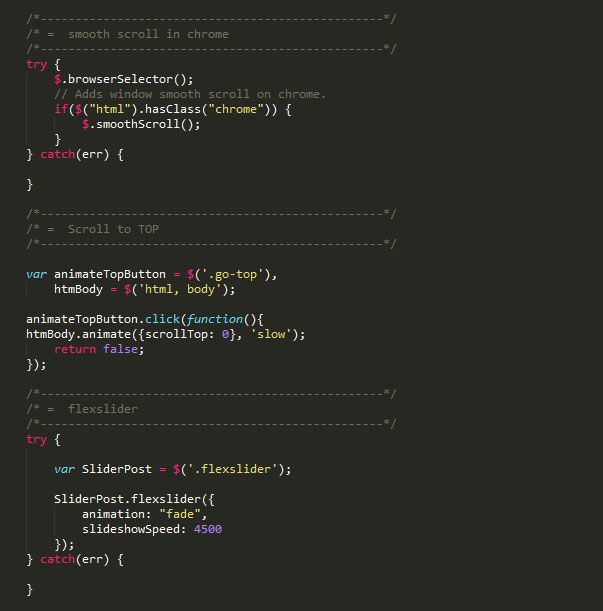 /*-------------------------------------------------*/
/* =  smooth scroll in chrome
/*-------------------------------------------------*/
try {
    $.browserSelector();
    // Adds window smooth scroll on chrome.
    if($("html").hasClass("chrome")) {
        $.smoothScroll();
    }
} catch(err) {

}

/*-------------------------------------------------*/
/* =  Scroll to TOP
/*-------------------------------------------------*/

var animateTopButton = $('.go-top'),
    htmBody = $('html, body');

animateTopButton.click(function(){
htmBody.animate({scrollTop: 0}, 'slow');
    return false;
});

/*-------------------------------------------------*/
/* =  flexslider
/*-------------------------------------------------*/
try {

    var SliderPost = $('.flexslider');

    SliderPost.flexslider({
        animation: "fade",
        slideshowSpeed: 4500
    });
} catch(err) {

}